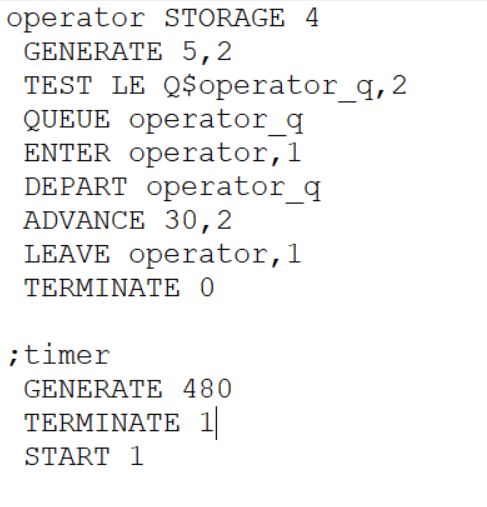 operator STORAGE 4
GENERATE 5,2
TEST LE Q$operator_q,2
QUEUE operator_q
ENTER operator,1
DEPART operator_q
ADVANCE 30,2
LEAVE operator,1
TERMINATE 0
;timer
GENERATE 480
TERMINATE 1
START 1